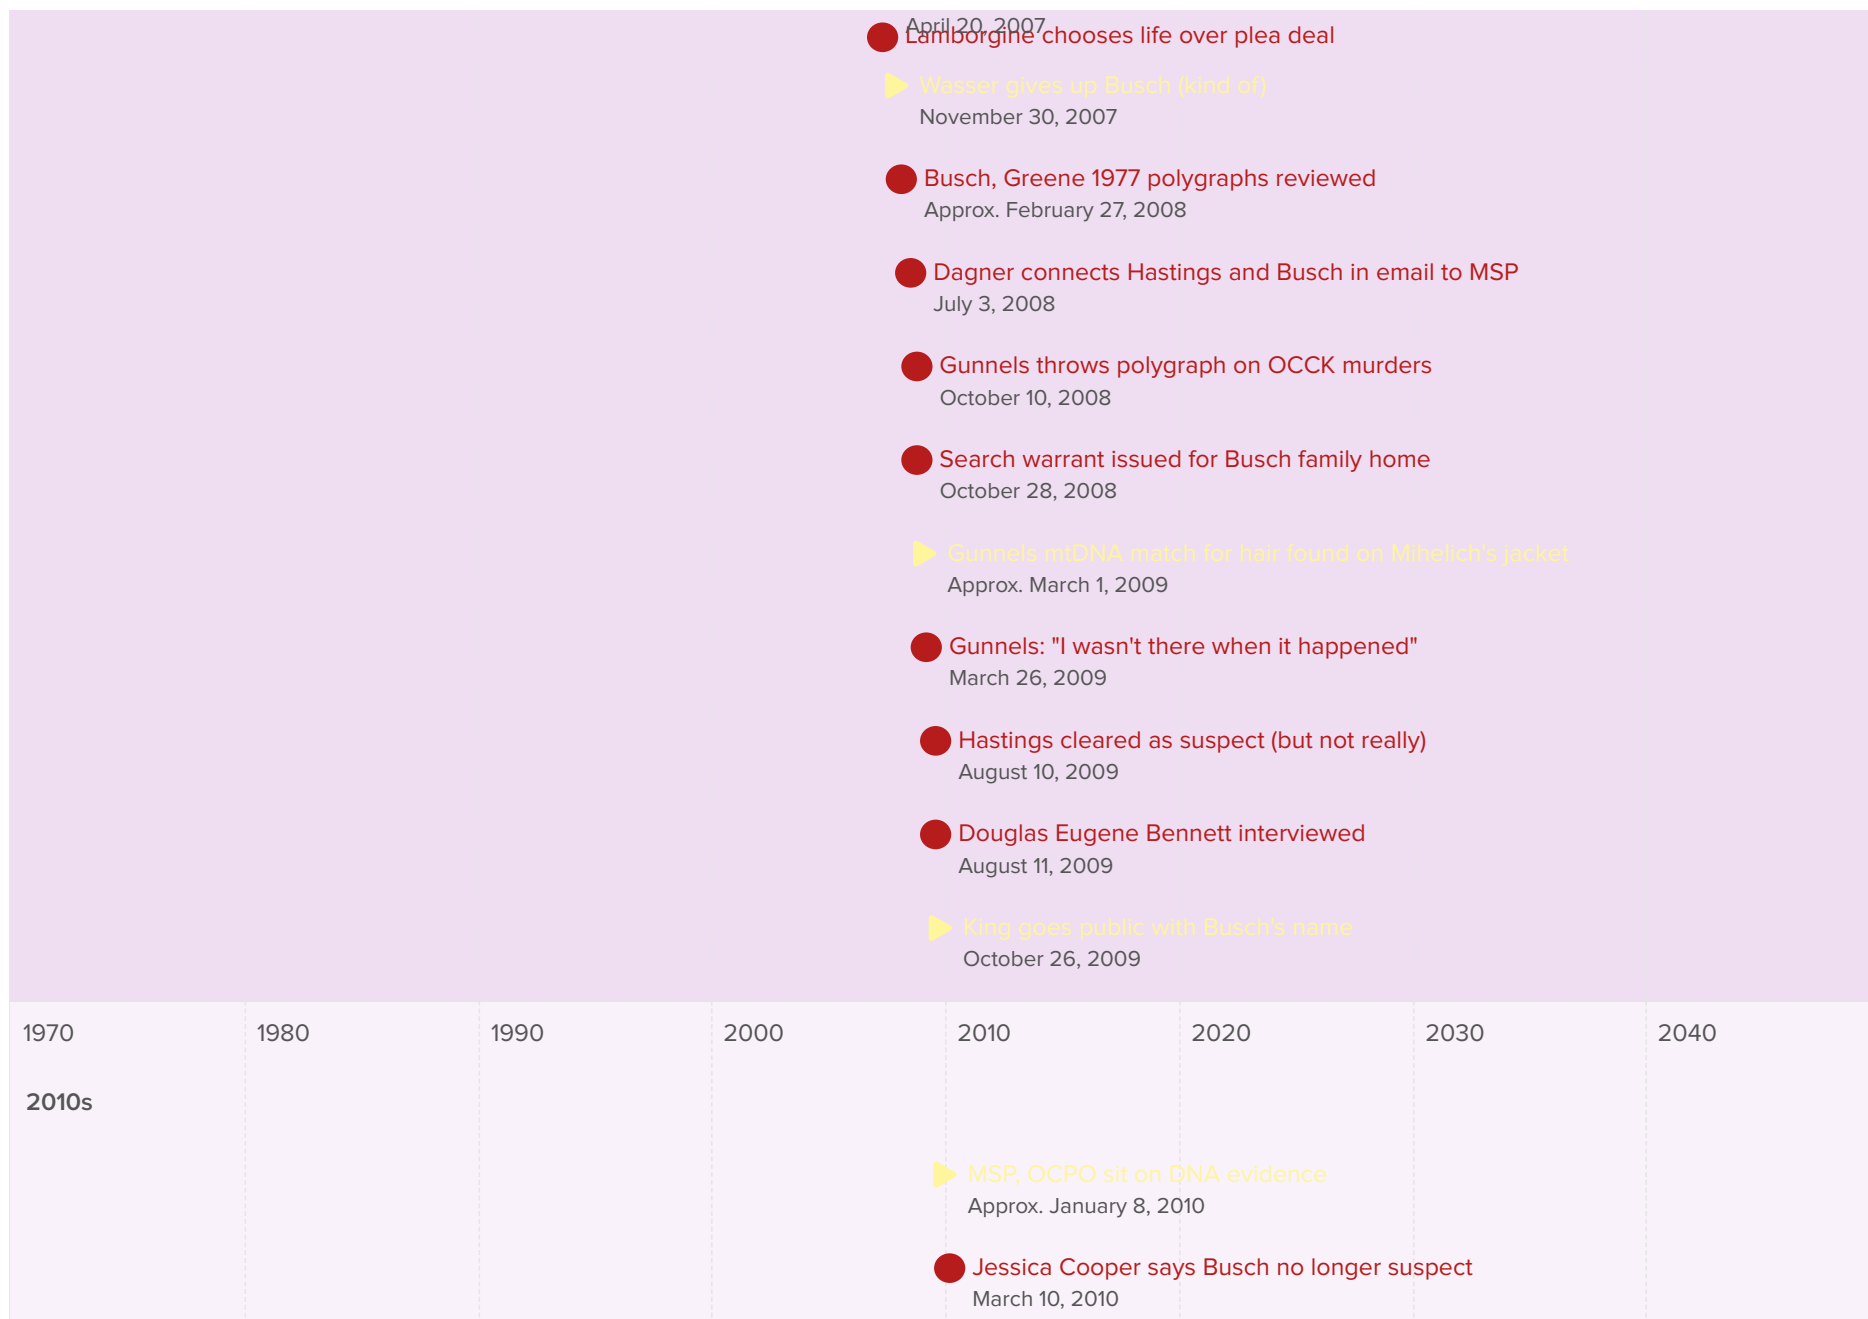 April 20, 2007
Lamborgine chooses life over plea deal
Wasser gives up Busch (kind of)
November 30, 2007
Busch, Greene 1977 polygraphs reviewed
Approx. February 27, 2008
Dagner connects Hastings and Busch in email to MSP
July 3, 2008
Gunnels throws polygraph on OCCK murders
October 10, 2008
Search warrant issued for Busch family home
October 28, 2008
Gunnels mtDNA match for hair found on Mihelich's jacket
Approx. March 1, 2009
Gunnels: "I wasn't there when it happened"
March 26, 2009
Hastings cleared as suspect (but not really)
August 10, 2009
Douglas Eugene Bennett interviewed
August 11, 2009
King goes public with Busch's name
October 26, 2009
1970 1980 1990 2000 2010 2020 2030 2040
2010s
MSP, OCPO sit on DNA evidence
Approx. January 8, 2010
Jessica Cooper says Busch no longer suspect
March 10, 2010